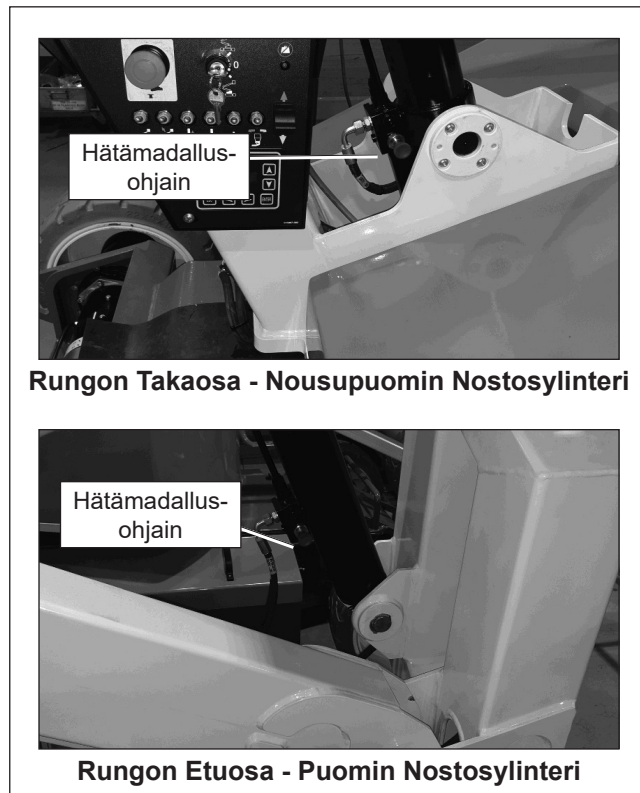 Hätämadallus-
ohjain
Rungon Takaosa - Nousupuomin Nostosylinteri
Hätämadallus-
ohjain
Rungon Etuosa - Puomin Nostosylinteri